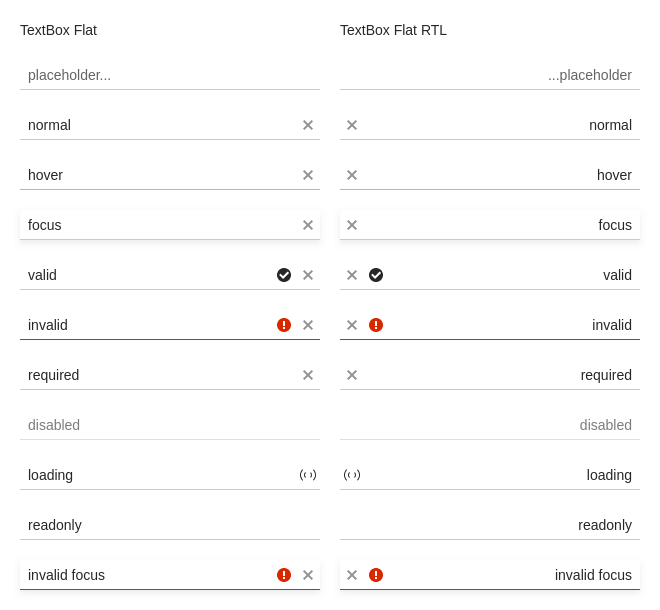 TextBox Flat
placeholder...
normal
hover
focus
valid
invalid
required
disabled
loading
readonly
invalid focus
TextBox Flat RTL
...placeholder
normal
hover
focus
valid
invalid
required
disabled
loading
readonly
invalid focus